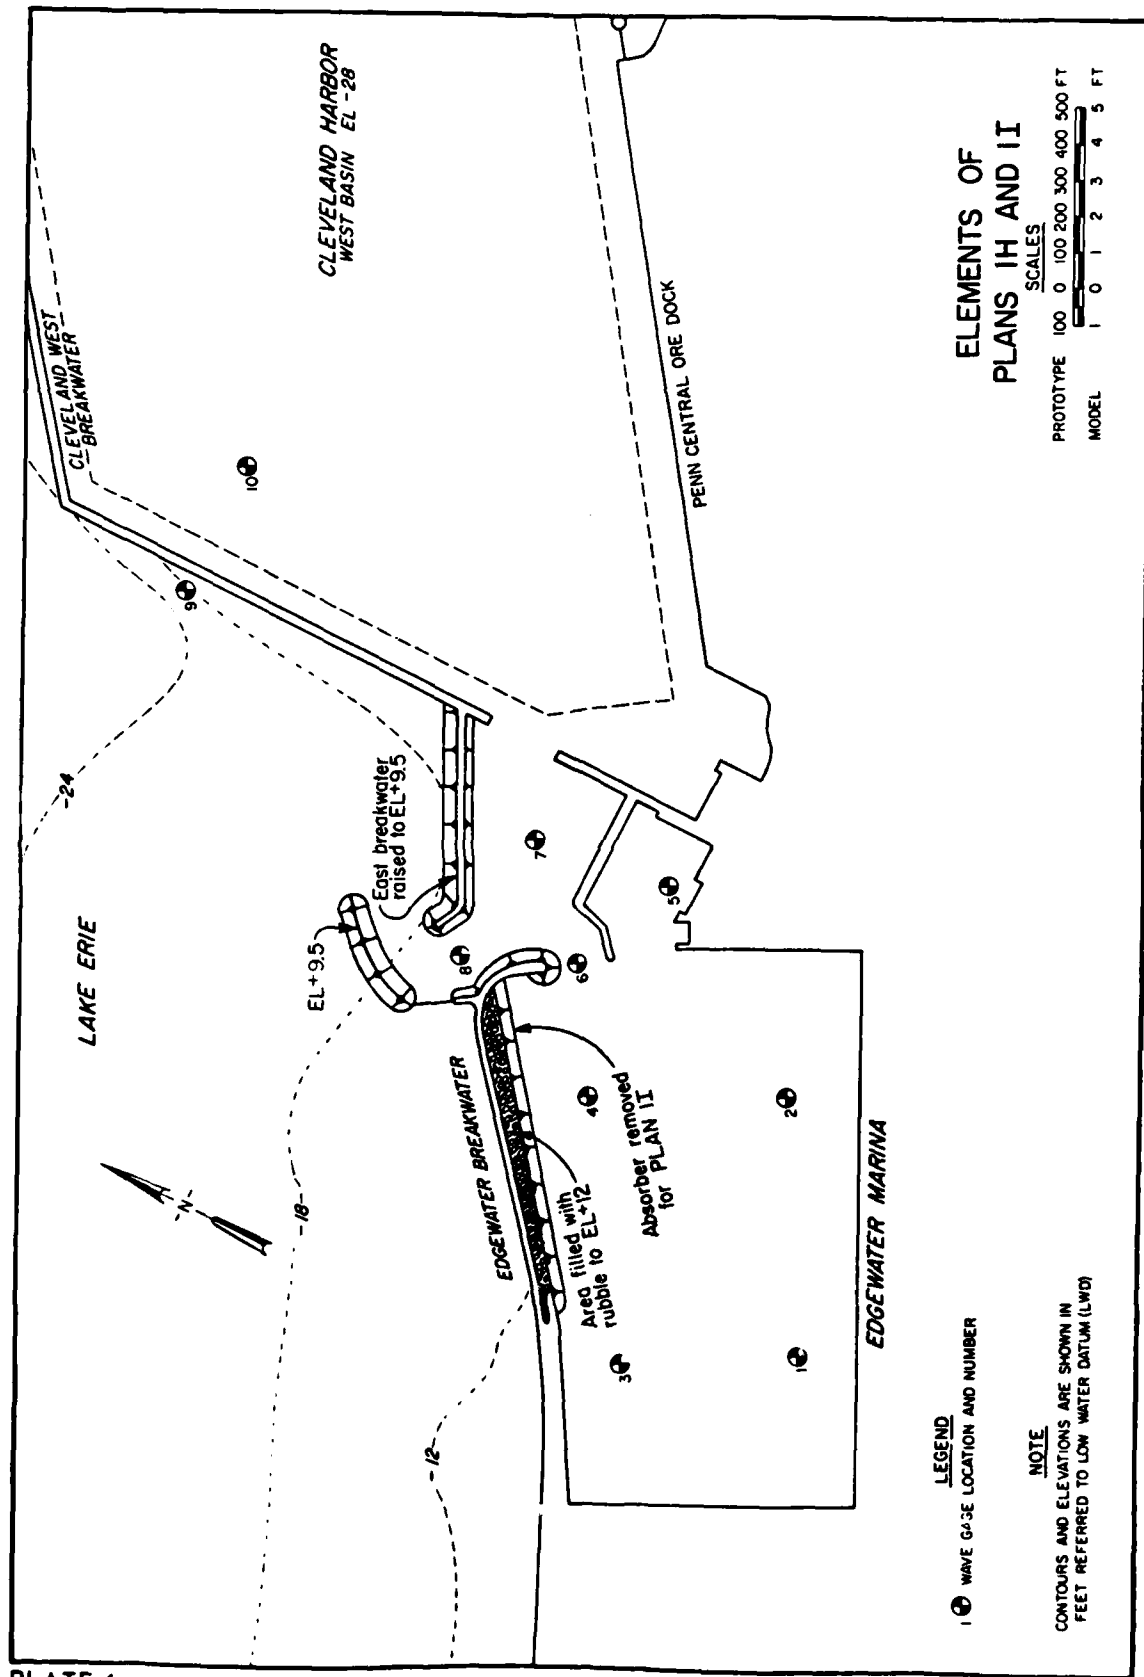 LAKE ERIE
CLEVELAND WEST
BREAKWATER
CLEVELAND HARBOR
WEST BASIN EL -28
-24
-18
-12
N
EL+9.5
East breakwater
raised to EL+9.5
PENN CENTRAL ORE DOCK
EDGEWATER BREAKWATER
Area filled with
rubble to EL+12
Absorber removed
for PLAN 1I
EDGEWATER MARINA
1
2
3
4
5
6
7
8
9
10
LEGEND
1 WAVE GAGE LOCATION AND NUMBER
NOTE
CONTOURS AND ELEVATIONS ARE SHOWN IN
FEET REFERRED TO LOW WATER DATUM (LWD)
ELEMENTS OF
PLANS 1H AND 1I
SCALES
PROTOTYPE 100 0 100 200 300 400 500 FT
MODEL 1 0 1 2 3 4 5 FT